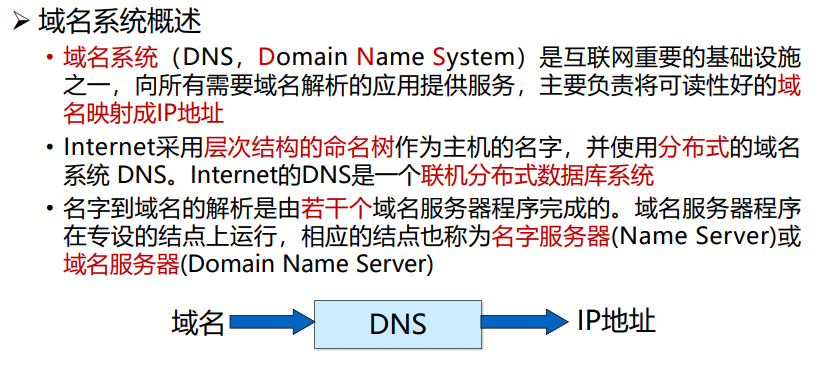 ➢ 域名系统概述
• 域名系统（DNS，Domain Name System）是互联网重要的基础设施
之一，向所有需要域名解析的应用提供服务，主要负责将可读性好的域
名映射成IP地址
• Internet采用层次结构的命名树作为主机的名字，并使用分布式的域名
系统 DNS。Internet的DNS是一个联机分布式数据库系统
• 名字到域名的解析是由若干个域名服务器程序完成的。域名服务器程序
在专设的结点上运行，相应的结点也称为名字服务器(Name Server)或
域名服务器(Domain Name Server)
域名 DNS IP地址